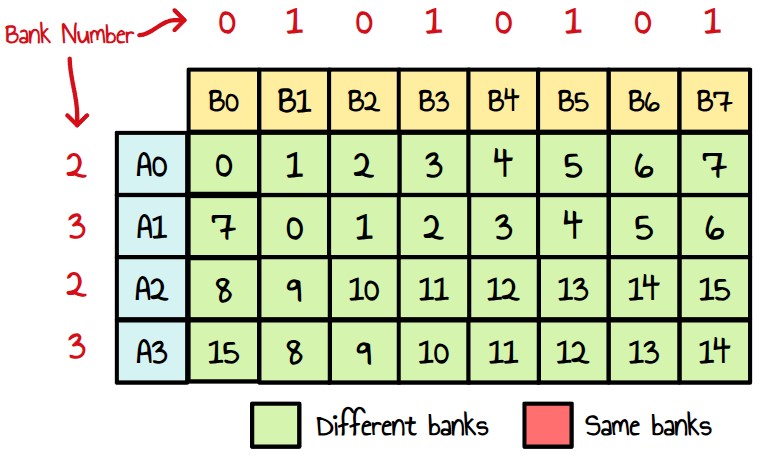 Bank Number 0 1 0 1 0 1 0 1
B0 B1 B2 B3 B4 B5 B6 B7
2 A0 0 1 2 3 4 5 6 7
3 A1 7 0 1 2 3 4 5 6
2 A2 8 9 10 11 12 13 14 15
3 A3 15 8 9 10 11 12 13 14
Different banks Same banks